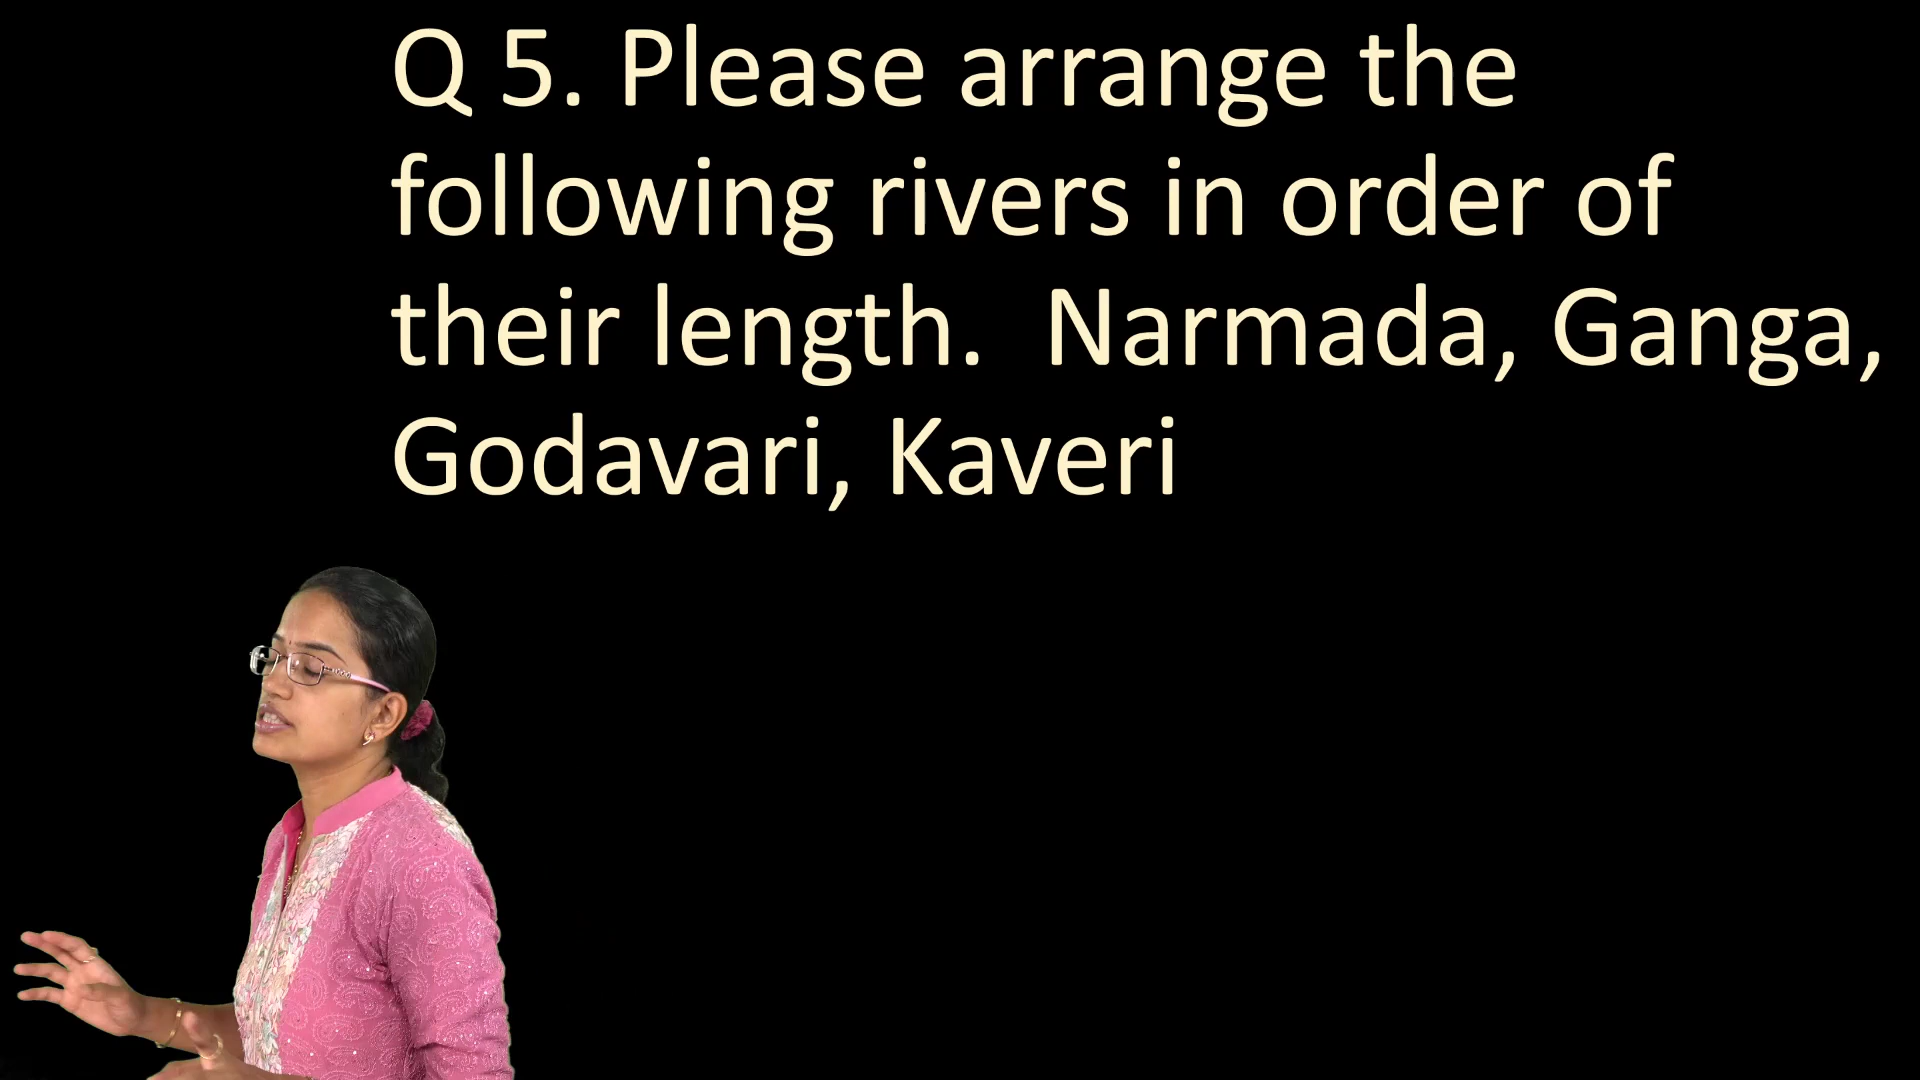 Q 5. Please arrange the
following rivers in order of
their length.  Narmada, Ganga,
Godavari, Kaveri